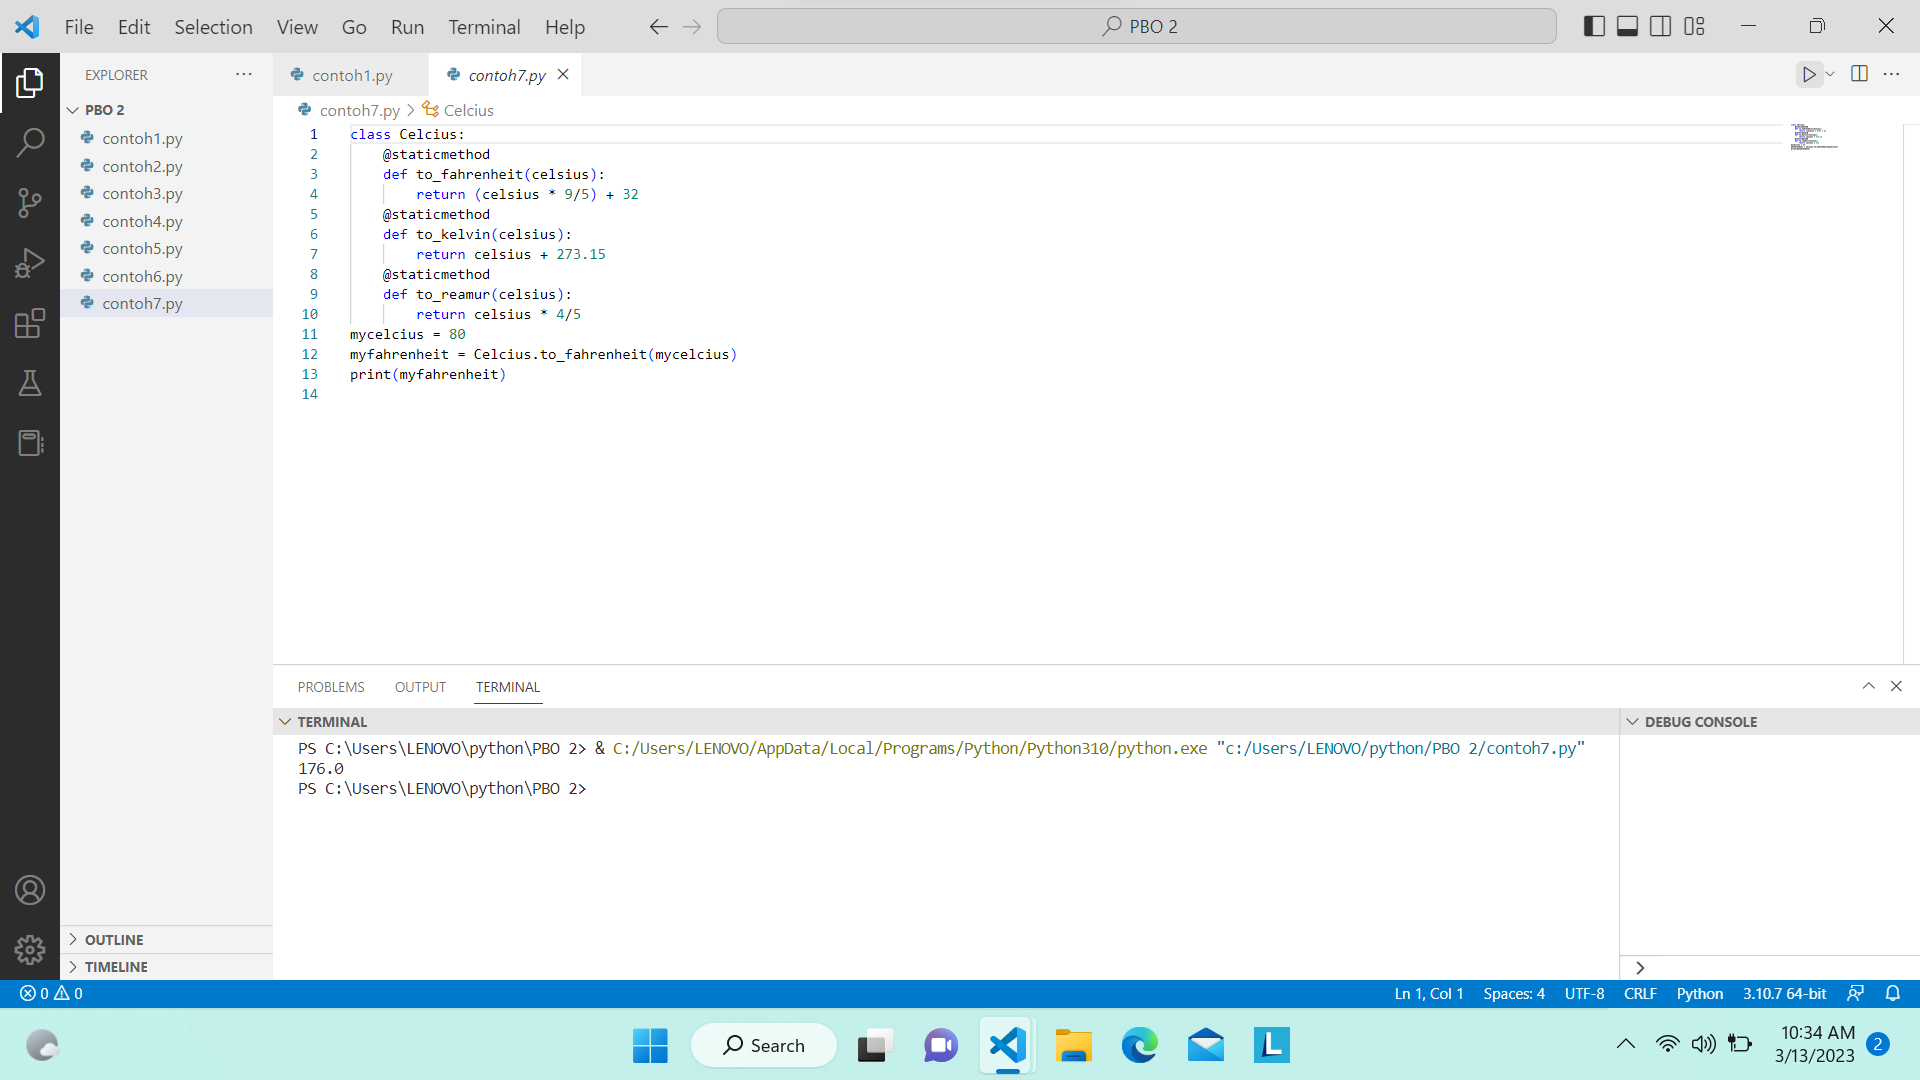 File Edit Selection View Go Run Terminal Help PBO 2
EXPLORER
PBO 2
contoh1.py
contoh2.py
contoh3.py
contoh4.py
contoh5.py
contoh6.py
contoh7.py
OUTLINE
TIMELINE
contoh1.py contoh7.py
contoh7.py > Celcius
1 class Celcius:
2 @staticmethod
3 def to_fahrenheit(celsius):
4 return (celsius * 9/5) + 32
5 @staticmethod
6 def to_kelvin(celsius):
7 return celsius + 273.15
8 @staticmethod
9 def to_reamur(celsius):
10 return celsius * 4/5
11 mycelcius = 80
12 myfahrenheit = Celcius.to_fahrenheit(mycelcius)
13 print(myfahrenheit)
14
PROBLEMS OUTPUT TERMINAL
TERMINAL
PS C:\Users\LENOVO\python\PBO 2> & C:/Users/LENOVO/AppData/Local/Programs/Python/Python310/python.exe "c:/Users/LENOVO/python/PBO 2/contoh7.py"
176.0
PS C:\Users\LENOVO\python\PBO 2>
DEBUG CONSOLE
>
0 0 Ln 1, Col 1 Spaces: 4 UTF-8 CRLF Python 3.10.7 64-bit
Search
L
10:34 AM
3/13/2023
2